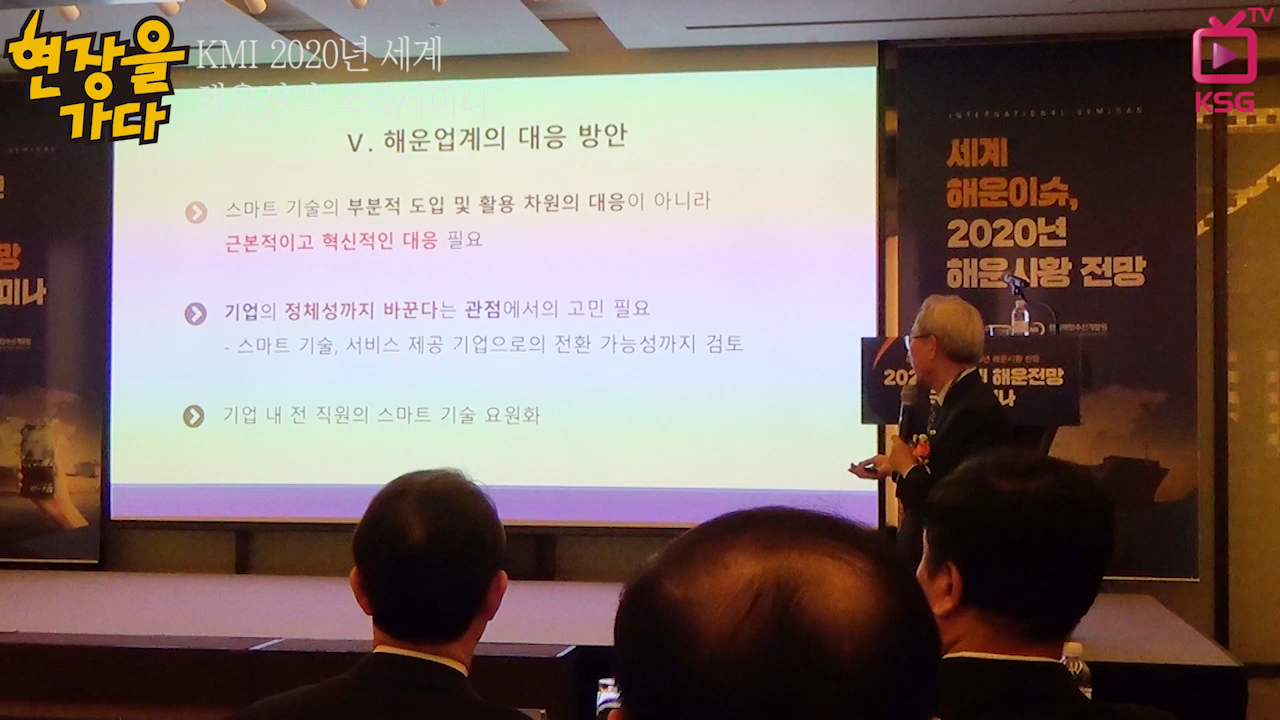 현장을
가다
KMI 2020년 세계
TV
KSG
V. 해운업계의 대응 방안
스마트 기술의 부분적 도입 및 활용 차원의 대응이 아니라
근본적이고 혁신적인 대응 필요
기업의 정체성까지 바꾼다는 관점에서의 고민 필요
- 스마트 기술, 서비스 제공 기업으로의 전환 가능성까지 검토
기업 내 전 직원의 스마트 기술 요원화
INTERNATIONAL SEMINAR
세계
해운이슈,
2020년
해운시황 전망
해운전망
망
미나